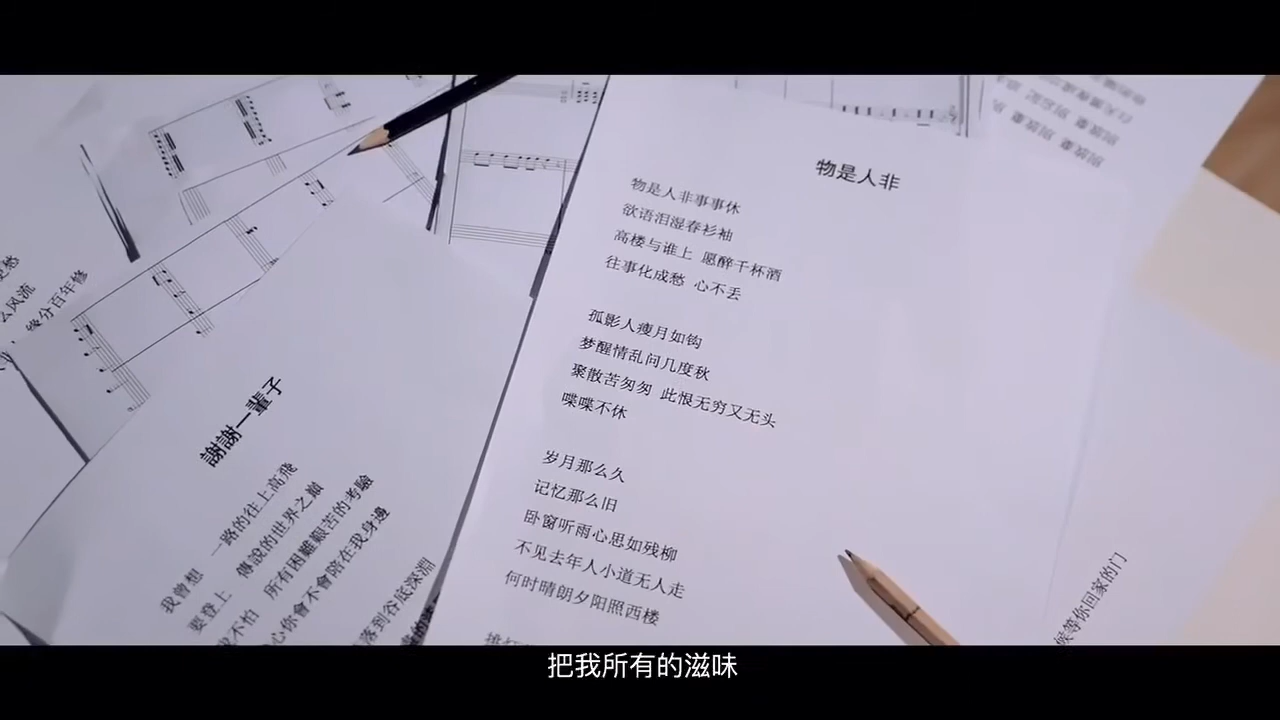 物是人非
物是人非事事休
欲语泪湿春衫袖
高楼与谁上 愿醉千杯酒
往事化成愁 心不丢
孤影人瘦月如钩
梦醒情乱问几度秋
聚散苦匆匆 此恨无穷又无头
喋喋不休
岁月那么久
记忆那么旧
卧窗听雨心思如残柳
不见去年人小道无人走
何时晴朗夕阳照西楼
謝謝一輩子
我曾想 一路的往上高飛
要登上 傳說的世界之巔
我不怕 所有困難艱苦的考驗
心你會不會陪在我身邊
落到谷底深淵
么风流
缘分百年修
候等你回家的门
把我所有的滋味